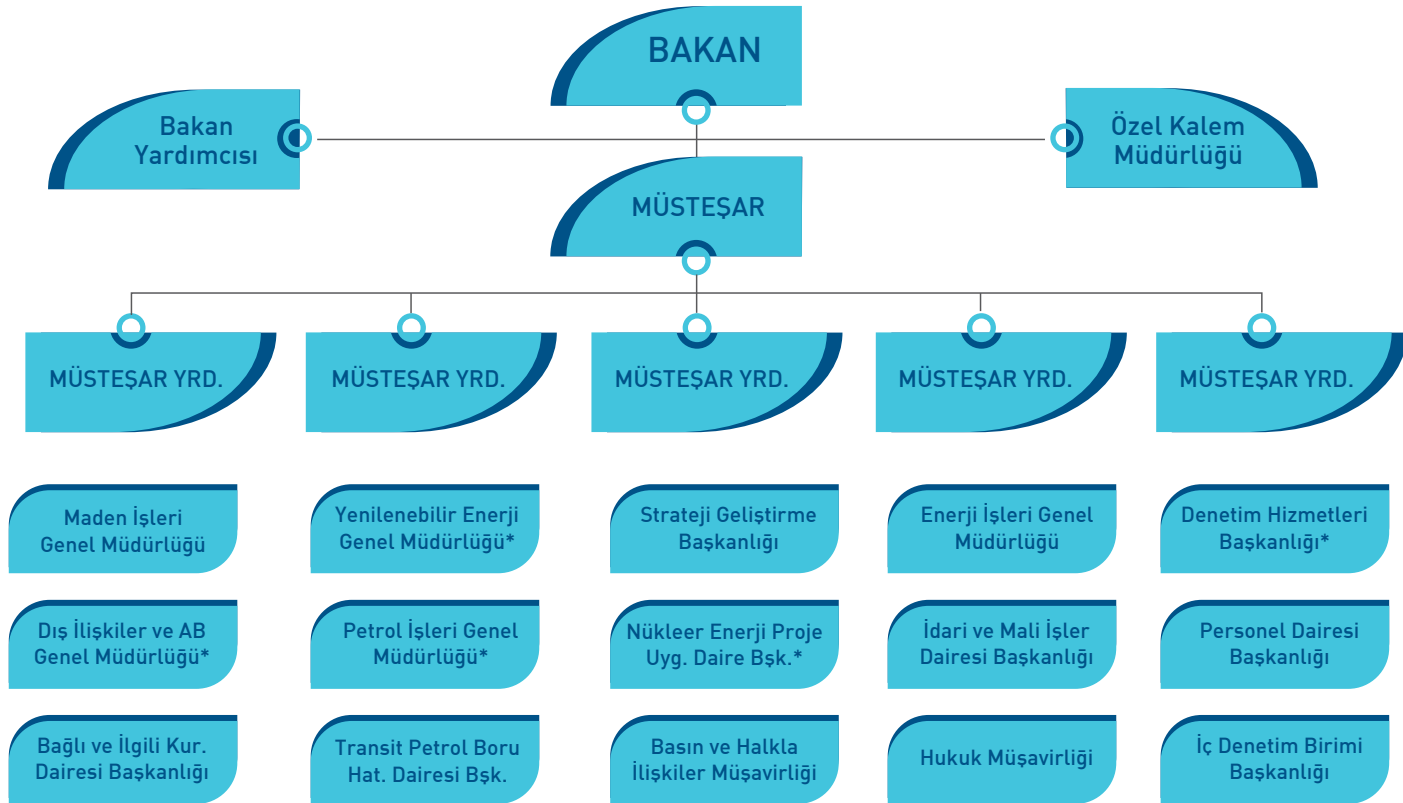 BAKAN
Bakan
Yardımcısı
Özel Kalem
Müdürlüğü
MÜSTEŞAR
MÜSTEŞAR YRD.
MÜSTEŞAR YRD.
MÜSTEŞAR YRD.
MÜSTEŞAR YRD.
MÜSTEŞAR YRD.
Maden İşleri
Genel Müdürlüğü
Yenilenebilir Enerji
Genel Müdürlüğü*
Strateji Geliştirme
Başkanlığı
Enerji İşleri Genel
Müdürlüğü
Denetim Hizmetleri
Başkanlığı*
Dış İlişkiler ve AB
Genel Müdürlüğü*
Petrol İşleri Genel
Müdürlüğü*
Nükleer Enerji Proje
Uyg. Daire Bşk.*
İdari ve Mali İşler
Dairesi Başkanlığı
Personel Dairesi
Başkanlığı
Bağlı ve İlgili Kur.
Dairesi Başkanlığı
Transit Petrol Boru
Hat. Dairesi Bşk.
Basın ve Halkla
İlişkiler Müşavirliği
Hukuk Müşavirliği
İç Denetim Birimi
Başkanlığı